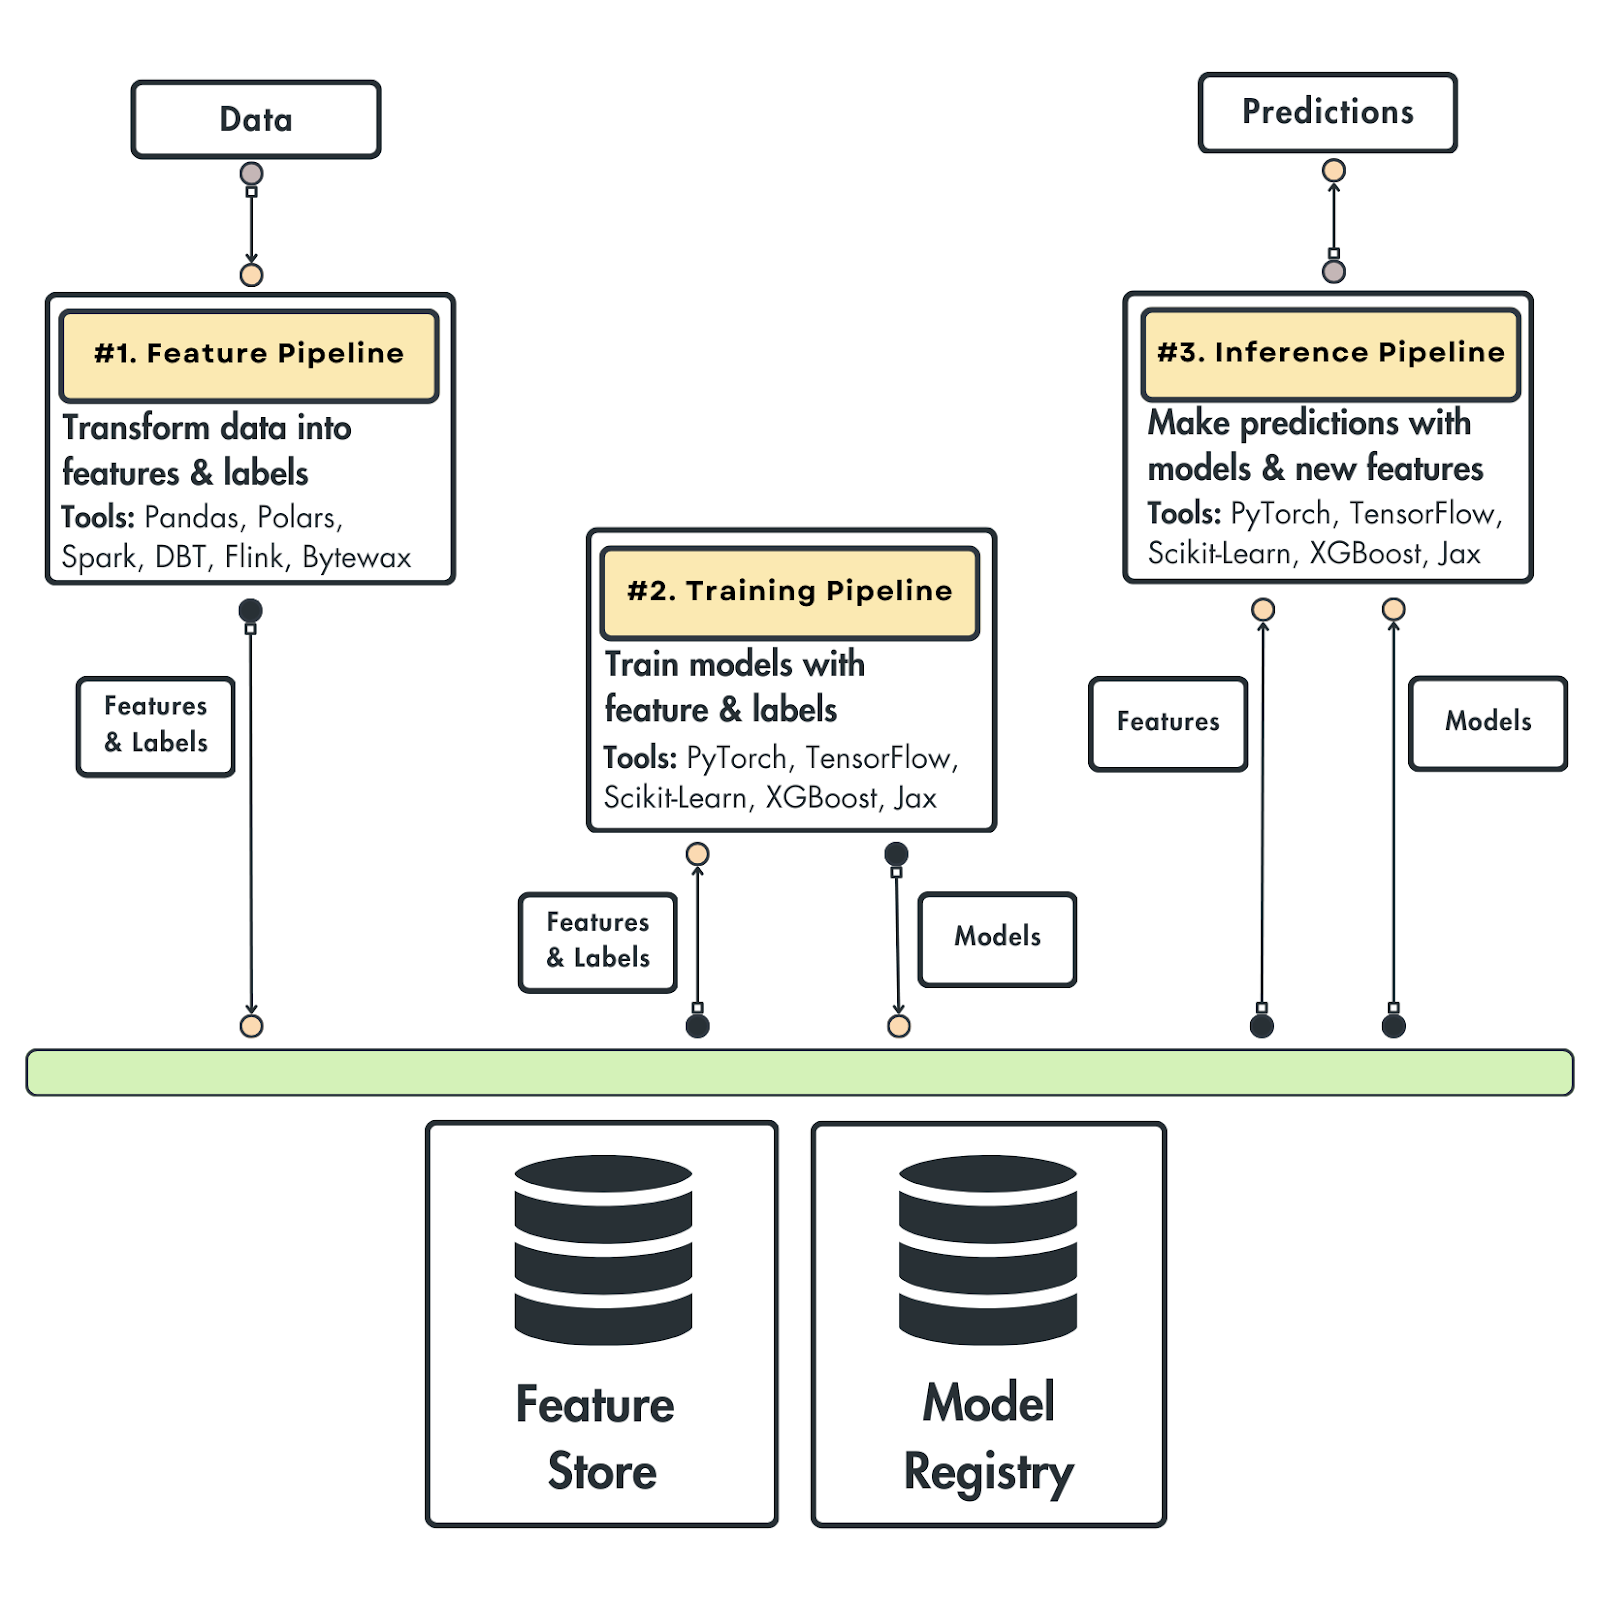 Data
#1. Feature Pipeline
Transform data into
features & labels
Tools: Pandas, Polars,
Spark, DBT, Flink, Bytewax
Features
& Labels
#2. Training Pipeline
Train models with
feature & labels
Tools: PyTorch, TensorFlow,
Scikit-Learn, XGBoost, Jax
Features
& Labels
Models
Predictions
#3. Inference Pipeline
Make predictions with
models & new features
Tools: PyTorch, TensorFlow,
Scikit-Learn, XGBoost, Jax
Features
Models
Feature
Store
Model
Registry